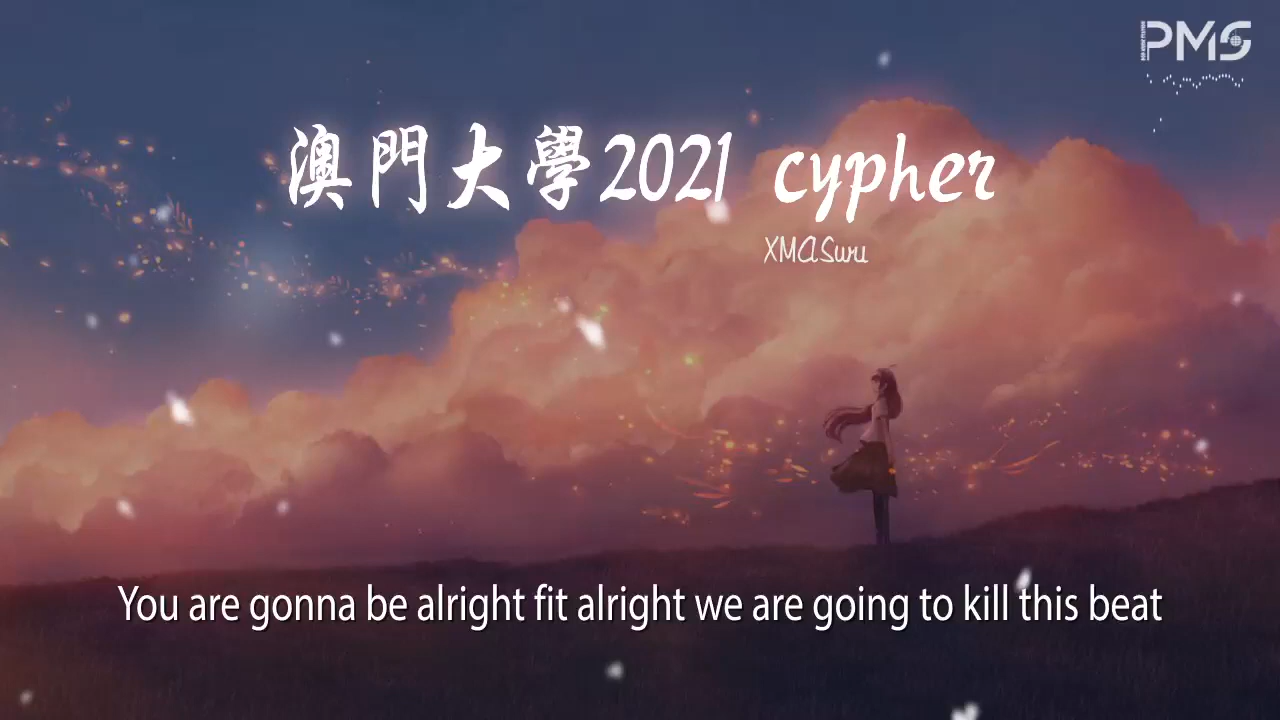 PMS
澳門大學2021 cypher
XMASuru
You are gonna be alright fit alright we are going to kill this beat